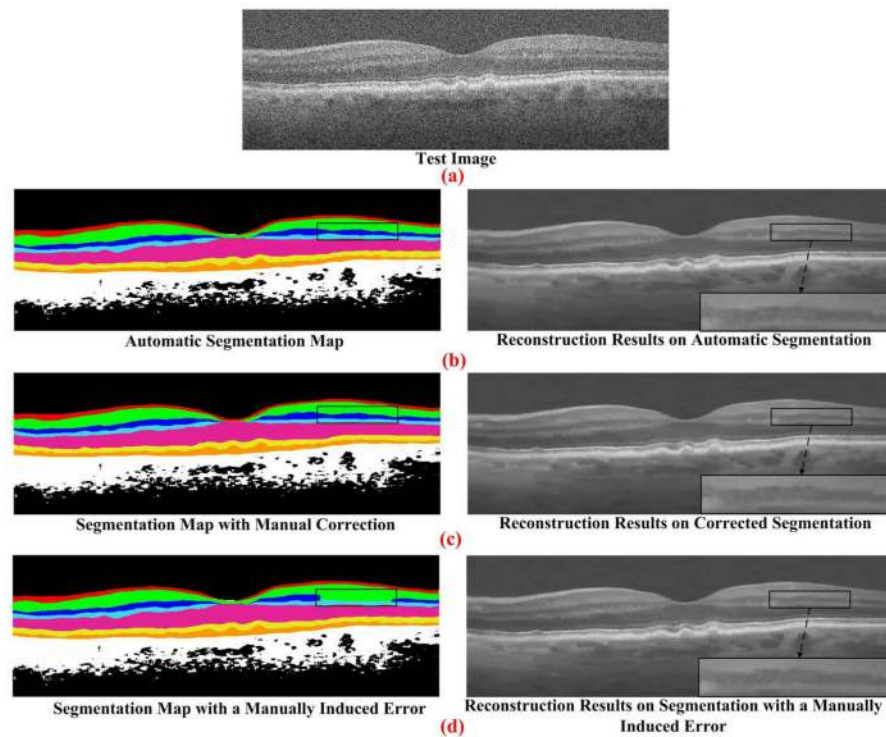 Test Image
(a)
Automatic Segmentation Map
Reconstruction Results on Automatic Segmentation
(b)
Segmentation Map with Manual Correction
Reconstruction Results on Corrected Segmentation
(c)
Segmentation Map with a Manually Induced Error
Reconstruction Results on Segmentation with a Manually
Induced Error
(d)